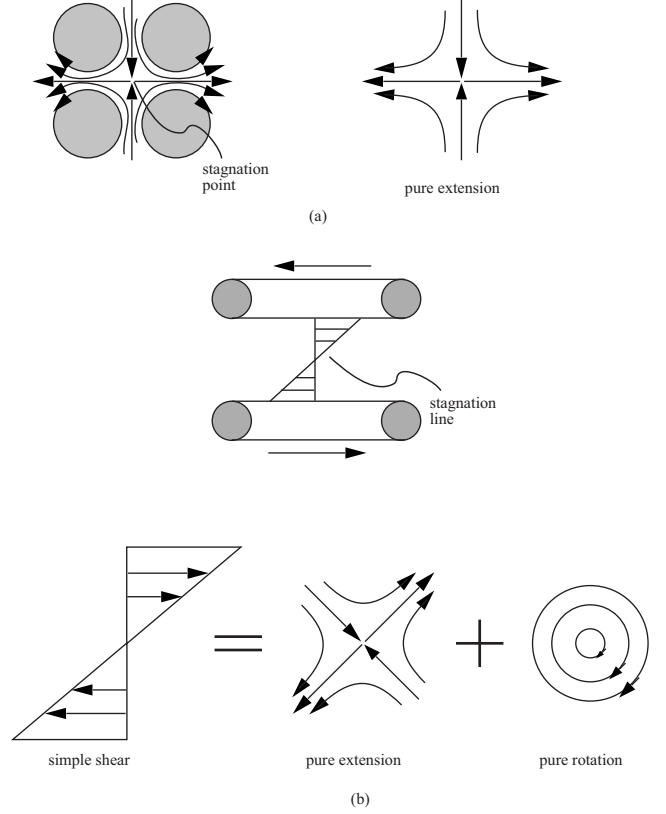 stagnation
point
pure extension
(a)
stagnation
line
simple shear
pure extension
pure rotation
(b)